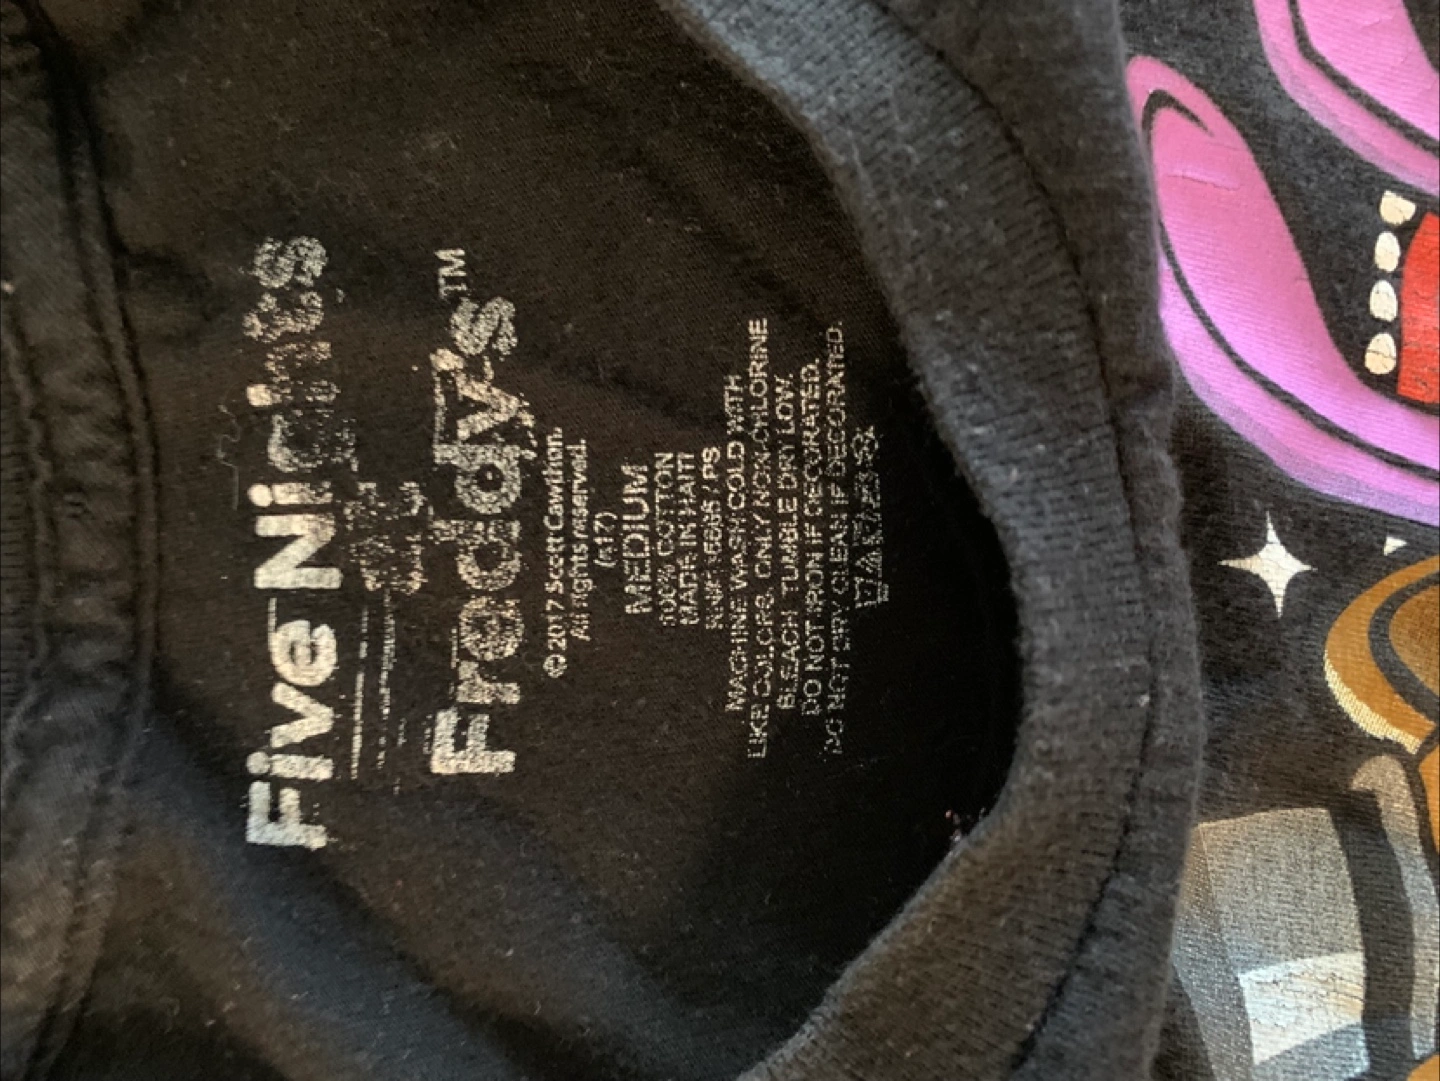 Five Nights
Freddy's™
©2017 Scott Cawthon.
All rights reserved.
MEDIUM
100% COTTON
MADE IN HAITI
MACHINE WASH COLD WITH
LIKE COLORS. ONLY NON-CHLORINE
BLEACH. TUMBLE DRY LOW.
DO NOT IRON IF DECORATED.
DO NOT DRY CLEAN IF DECORATED.